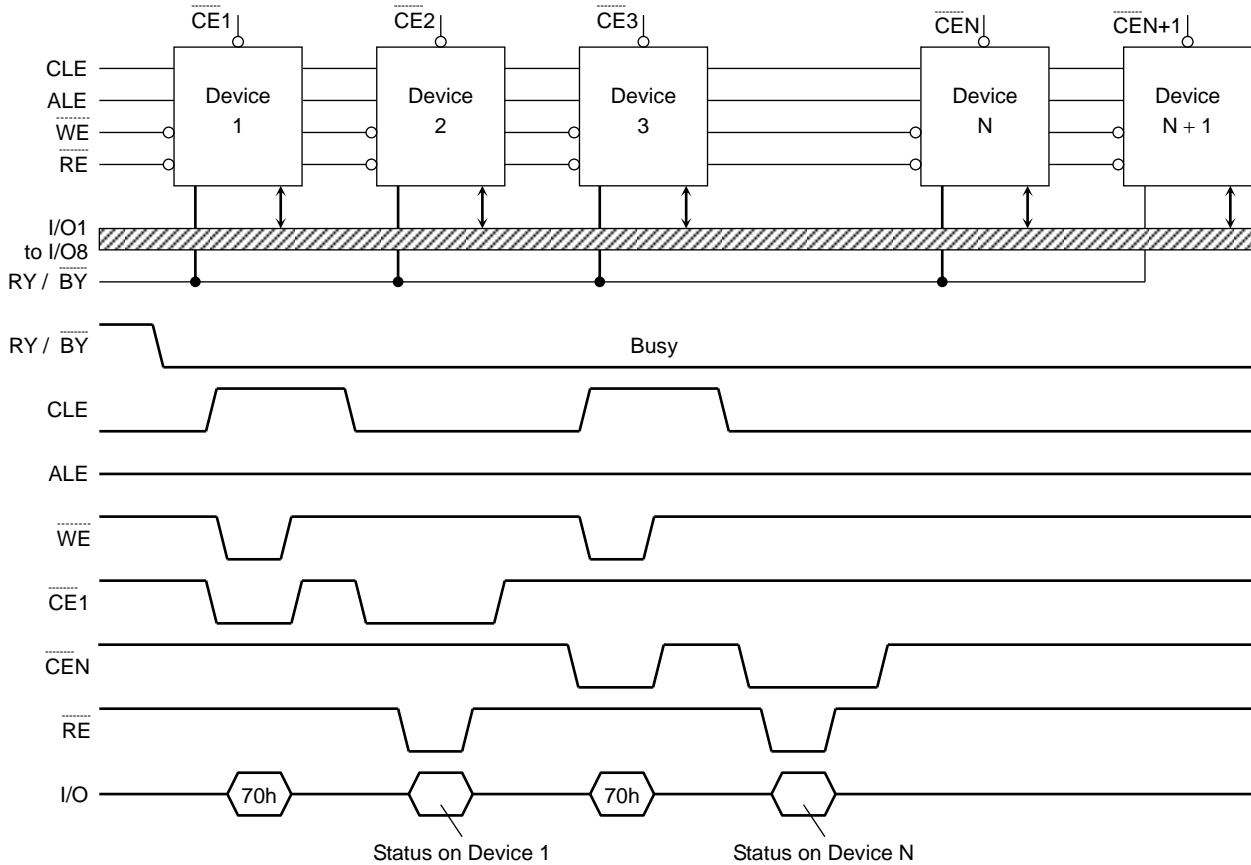 CE1 CE2 CE3 CEN CEN+1
CLE
ALE
WE
RE
Device
1
Device
2
Device
3
Device
N
Device
N + 1
I/O1
to I/O8
RY / BY
RY / BY
Busy
CLE
ALE
WE
CE1
CEN
RE
I/O
70h
70h
Status on Device 1
Status on Device N